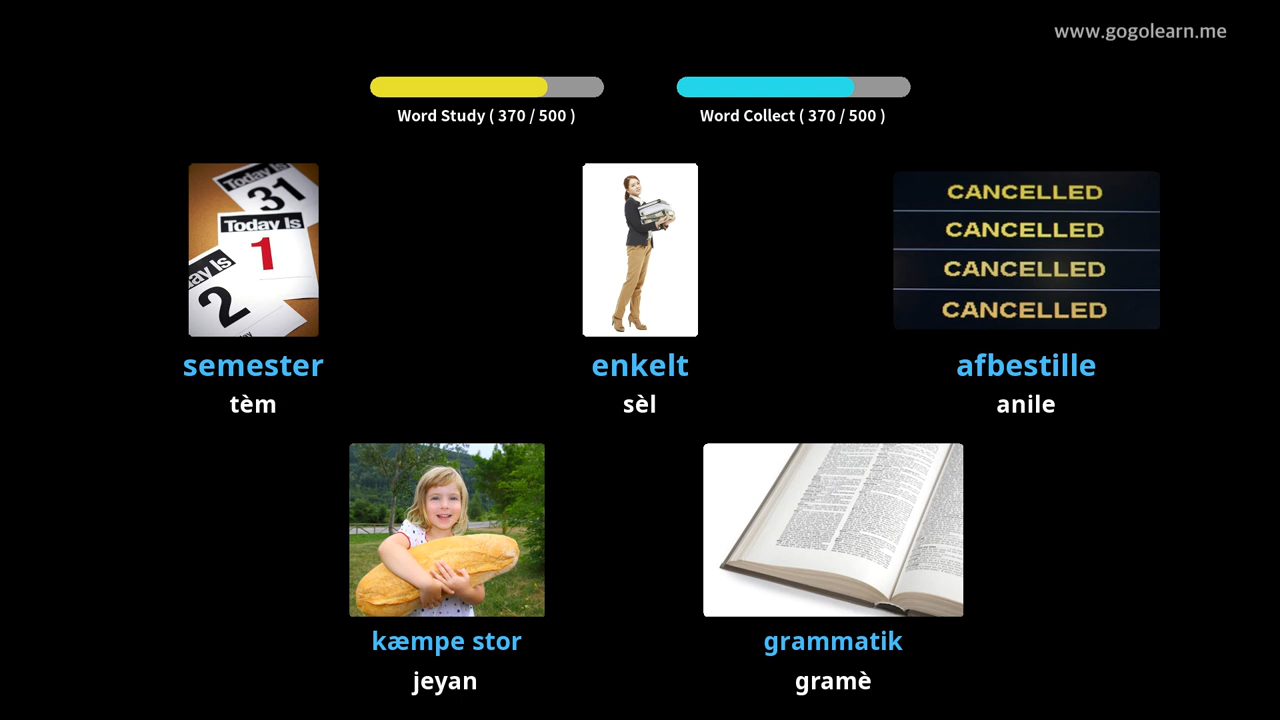 www.gogolearn.me
Word Study ( 370 / 500 )
Word Collect ( 370 / 500 )
Today Is
31
Today Is
1
ay Is
2
CANCELLED
CANCELLED
CANCELLED
CANCELLED
semester
enkelt
afbestille
tèm
sèl
anile
kæmpe stor
grammatik
jeyan
gramè